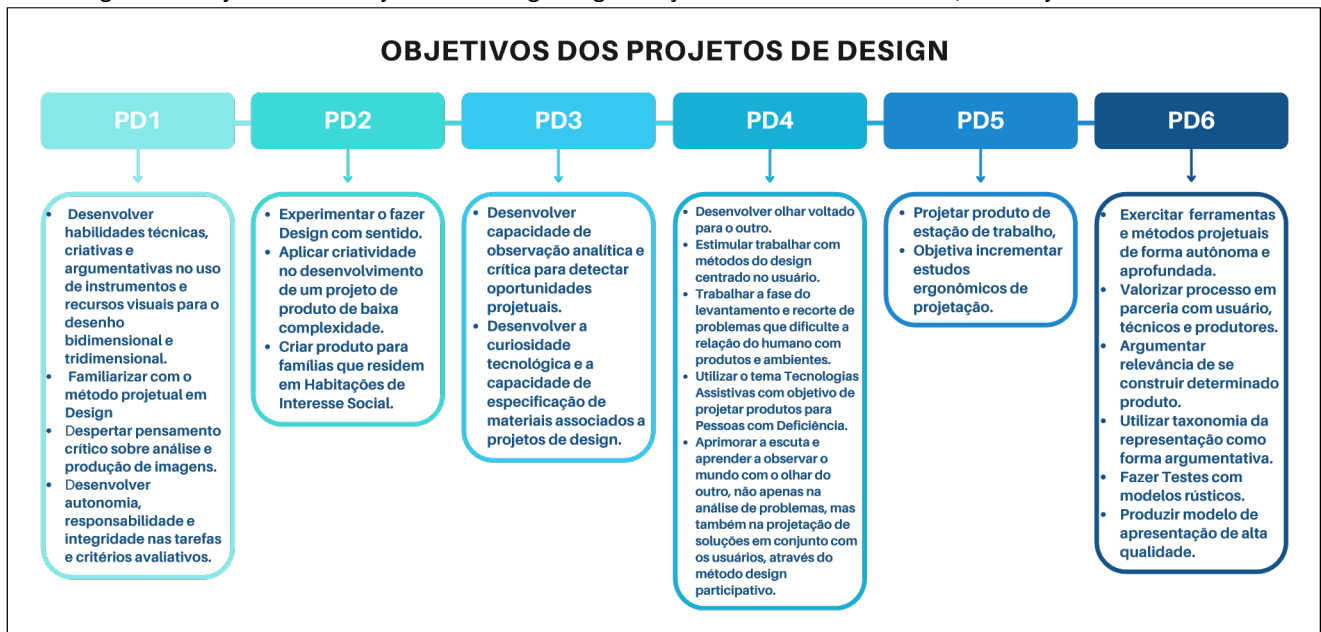 OBJETIVOS DOS PROJETOS DE DESIGN
PD1
PD2
PD3
PD4
PD5
PD6
• Desenvolver
habilidades técnicas,
criativas e
argumentativas no uso
de instrumentos e
recursos visuais para o
desenho
bidimensional e
tridimensional.
• Familiarizar com o
método projetual em
Design
• Despertar pensamento
crítico sobre análise e
produção de imagens.
• Desenvolver
autonomia,
responsabilidade e
integridade nas tarefas
e critérios avaliativos.
• Experimentar o fazer
Design com sentido.
• Aplicar criatividade
no desenvolvimento
de um projeto de
produto de baixa
complexidade.
• Criar produto para
famílias que residem
em Habitações de
Interesse Social.
• Desenvolver
capacidade de
observação analítica e
crítica para detectar
oportunidades
projetuais.
• Desenvolver a
curiosidade
tecnológica e a
capacidade de
especificação de
materiais associados a
projetos de design.
• Desenvolver olhar voltado
para o outro.
• Estimular trabalhar com
métodos do design
centrado no usuário.
• Trabalhar a fase do
levantamento e recorte de
problemas que dificulte a
relação do humano com
produtos e ambientes.
• Utilizar o tema Tecnologias
Assistivas com objetivo de
projetar produtos para
Pessoas com Deficiência.
• Aprimorar a escuta e
aprender a observar o
mundo com o olhar do
outro, não apenas na
análise de problemas, mas
também na projetação de
soluções em conjunto com
os usuários, através do
método design
participativo.
• Projetar produto de
estação de trabalho,
• Objetiva incrementar
estudos
ergonômicos de
projetação.
• Exercitar ferramentas
e métodos projetuais
de forma autônoma e
aprofundada.
• Valorizar processo em
parceria com usuário,
técnicos e produtores.
• Argumentar
relevância de se
construir determinado
produto.
• Utilizar taxonomia da
representação como
forma argumentativa.
• Fazer Testes com
modelos rústicos.
• Produzir modelo de
apresentação de alta
qualidade.